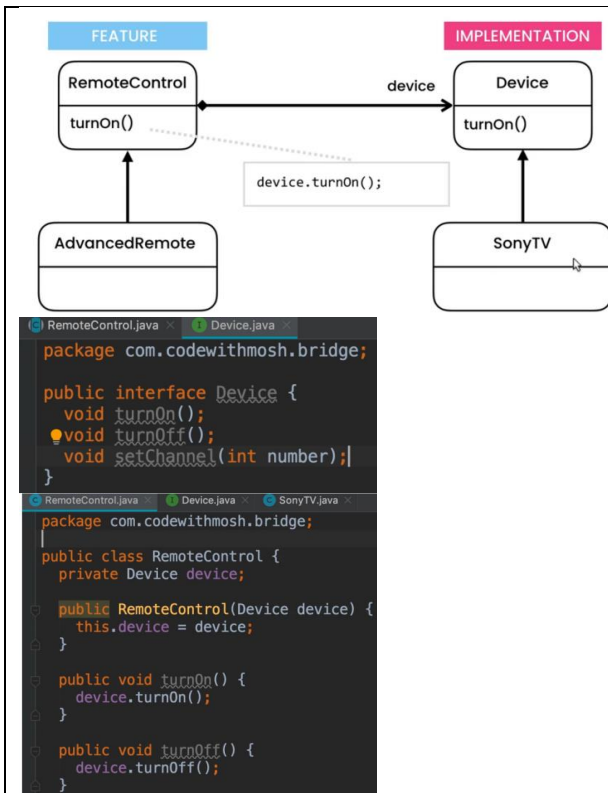 FEATURE
IMPLEMENTATION
RemoteControl
device
Device
turnOn()
turnOn()
device.turnOn();
AdvancedRemote
SonyTV
RemoteControl.java Device.java
package com.codewithmosh.bridge;
public interface Device {
void turnOn();
void turnOff();
void setChannel(int number);
}
RemoteControl.java Device.java SonyTV.java
package com.codewithmosh.bridge;
public class RemoteControl {
private Device device;
public RemoteControl(Device device) {
this.device = device;
}
public void turnOn() {
device.turnOn();
}
public void turnOff() {
device.turnOff();
}